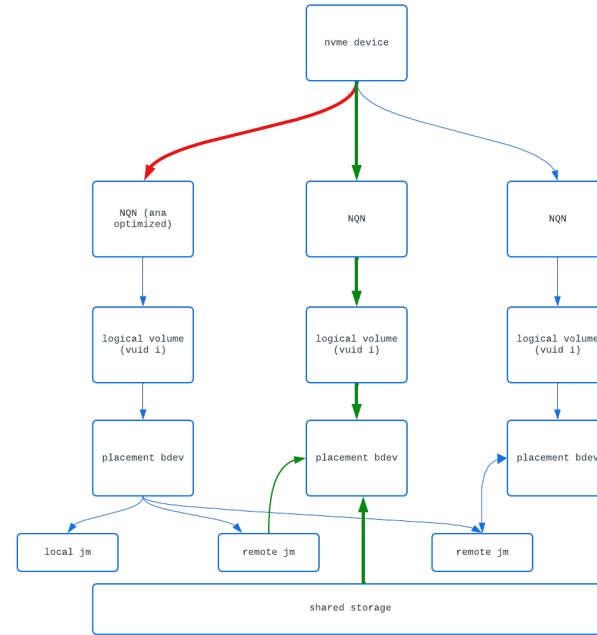 nvme device
NQN (ana
optimized)
NQN
NQN
logical volume
(vuid i)
logical volume
(vuid i)
logical volume
(vuid i)
placement bdev
placement bdev
placement bdev
local jm
remote jm
remote jm
shared storage